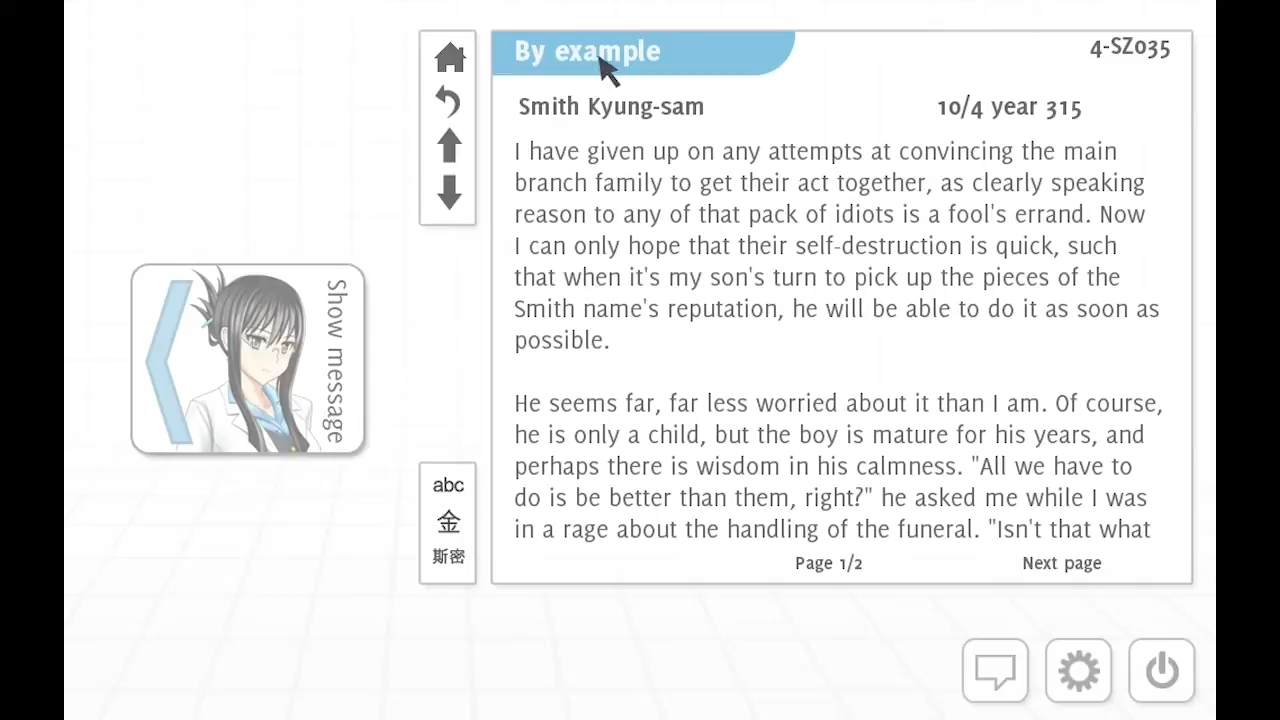 By example
4-SZ035
Smith Kyung-sam
10/4 year 315
I have given up on any attempts at convincing the main
branch family to get their act together, as clearly speaking
reason to any of that pack of idiots is a fool's errand. Now
I can only hope that their self-destruction is quick, such
that when it's my son's turn to pick up the pieces of the
Smith name's reputation, he will be able to do it as soon as
possible.
He seems far, far less worried about it than I am. Of course,
he is only a child, but the boy is mature for his years, and
perhaps there is wisdom in his calmness. "All we have to
do is be better than them, right?" he asked me while I was
in a rage about the handling of the funeral. "Isn't that what
Page 1/2
Next page
Show message
abc
金
斯密